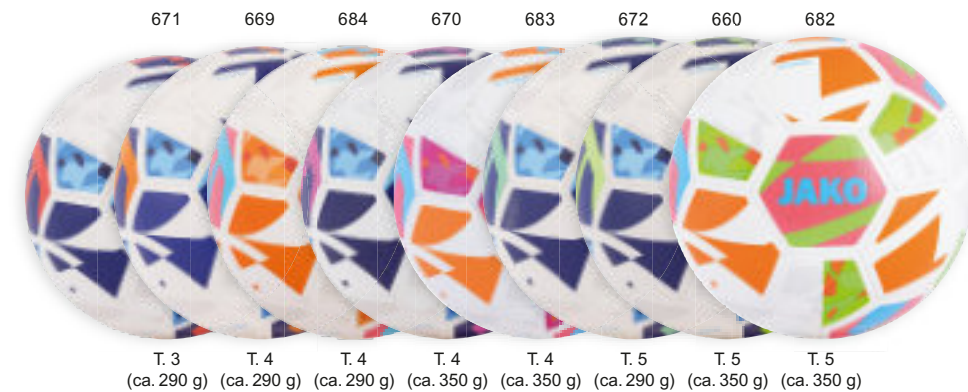 671 669 684 670 683 672 660 682
JAKO
T. 3 T. 4 T. 4 T. 4 T. 4 T. 5 T. 5 T. 5
(ca. 290 g) (ca. 290 g) (ca. 290 g) (ca. 350 g) (ca. 350 g) (ca. 290 g) (ca. 350 g) (ca. 350 g)